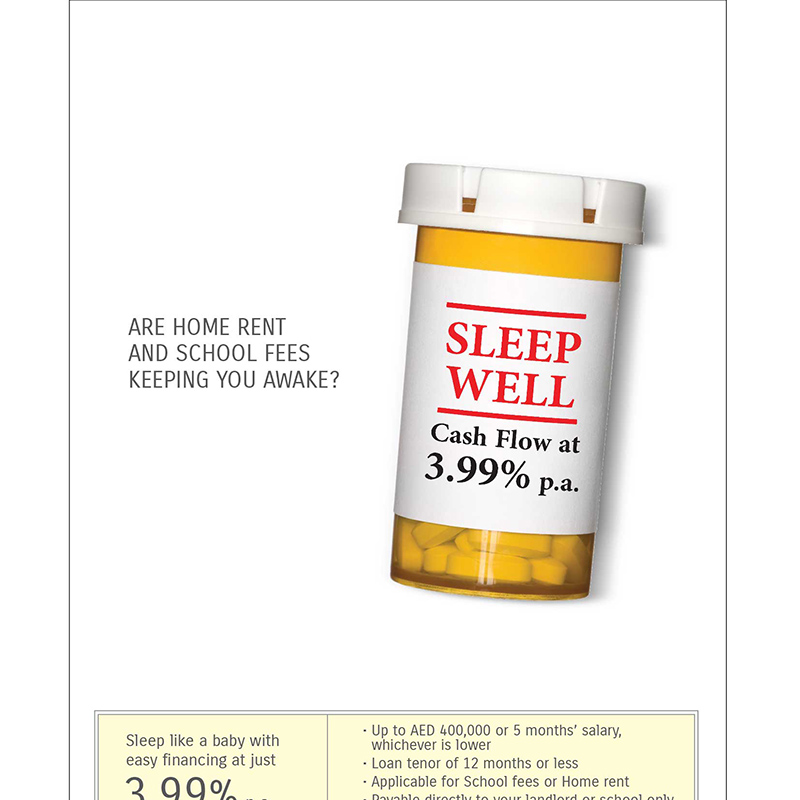 ARE HOME RENT
AND SCHOOL FEES
KEEPING YOU AWAKE?
SLEEP
WELL
Cash Flow at
3.99% p.a.
Sleep like a baby with
easy financing at just
3.99% p.a.
• Up to AED 400,000 or 5 months’ salary,
whichever is lower
• Loan tenor of 12 months or less
• Applicable for School fees or Home rent
• Payable directly to your landlord or school only